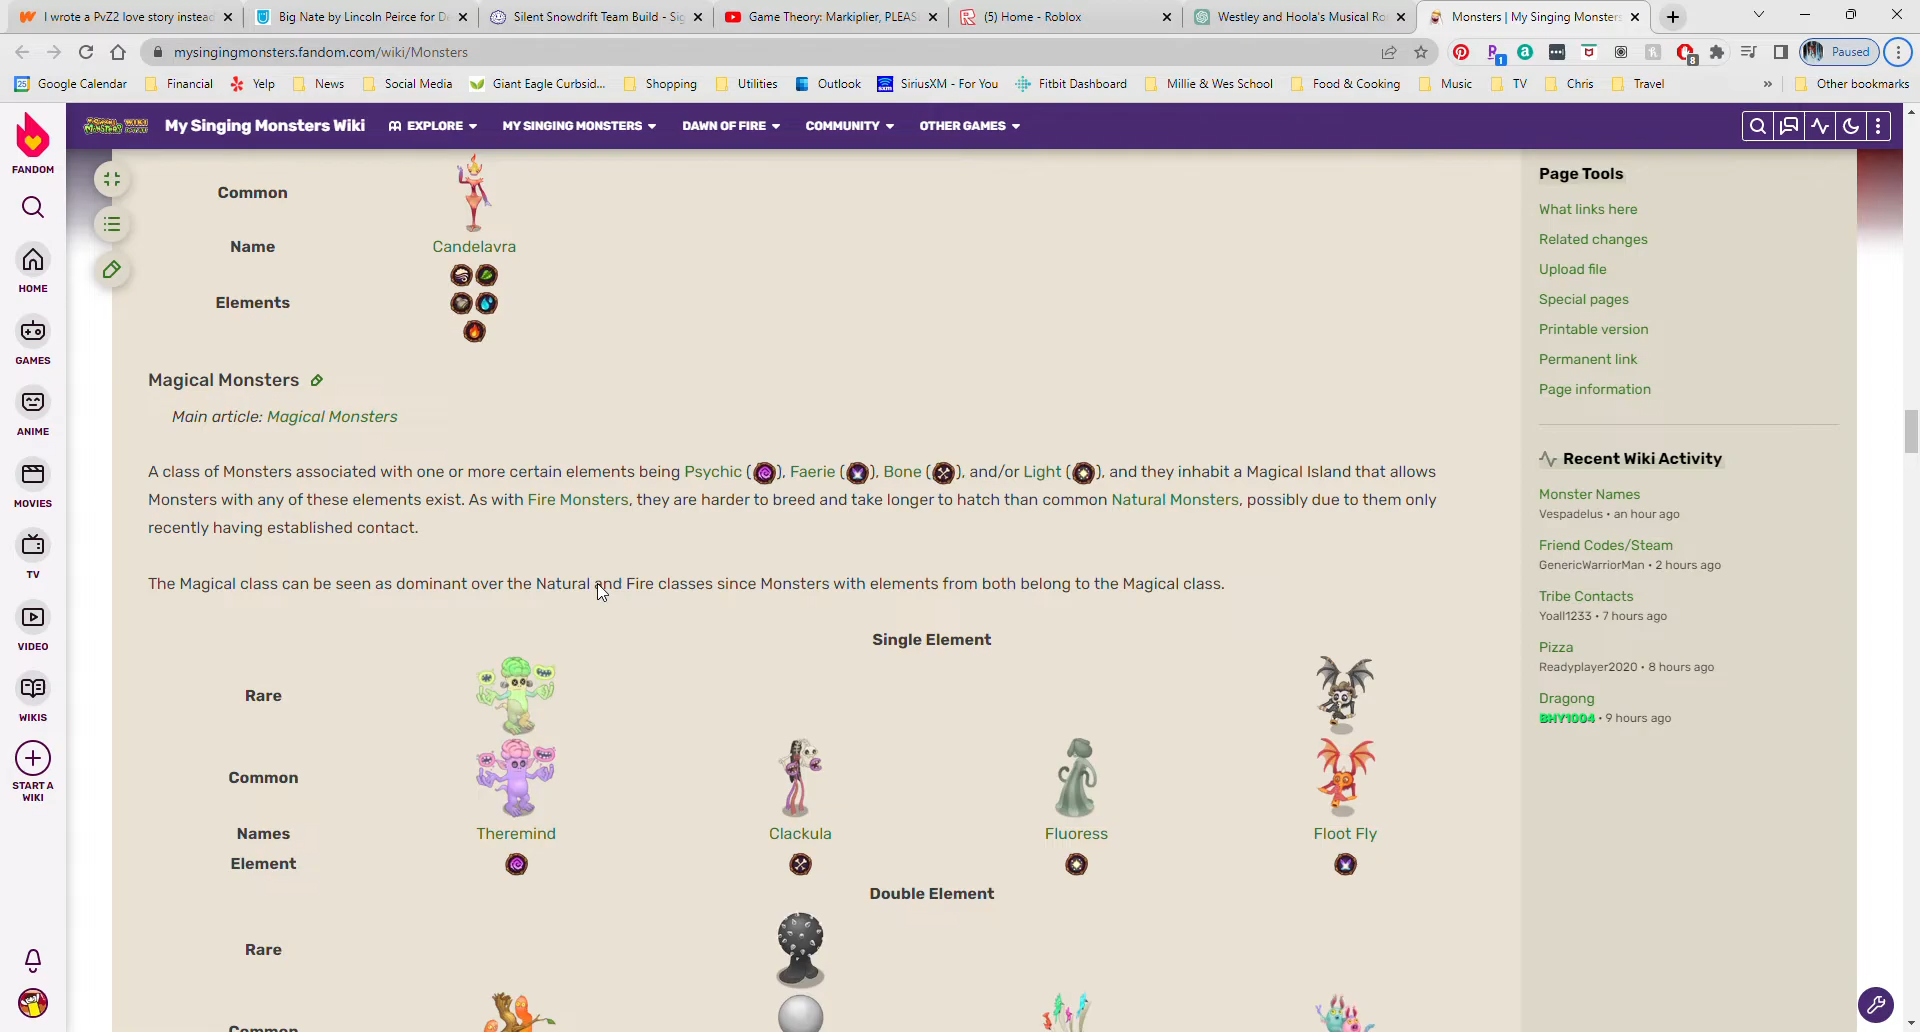 I wrote a PvZ2 love story instead
Big Nate by Lincoln Peirce for De
Silent Snowdrift Team Build - Sig
Game Theory: Markiplier, PLEAS
(5) Home - Roblox
Westley and Hoola's Musical Ro
Monsters | My Singing Monsters
mysingingmonsters.fandom.com/wiki/Monsters
1
8
Paused
25 Google Calendar
Financial
Yelp
News
Social Media
Giant Eagle Curbsid...
Shopping
Utilities
Outlook
sxm SiriusXM - For You
Fitbit Dashboard
Millie & Wes School
Food & Cooking
Music
TV
Chris
Travel
»
Other bookmarks
FANDOM
HOME
GAMES
ANIME
MOVIES
TV
VIDEO
WIKIS
START A
WIKI
My Singing Monsters Wiki
EXPLORE
MY SINGING MONSTERS
DAWN OF FIRE
COMMUNITY
OTHER GAMES
Common
Name
Candelavra
Elements
Magical Monsters
Main article: Magical Monsters
A class of Monsters associated with one or more certain elements being Psychic ( ), Faerie ( ), Bone ( ), and/or Light ( ), and they inhabit a Magical Island that allows
Monsters with any of these elements exist. As with Fire Monsters, they are harder to breed and take longer to hatch than common Natural Monsters, possibly due to them only
recently having established contact.
The Magical class can be seen as dominant over the Natural and Fire classes since Monsters with elements from both belong to the Magical class.
Single Element
Rare
Common
Names
Theremind
Clackula
Fluoress
Floot Fly
Element
Double Element
Rare
Common
Page Tools
What links here
Related changes
Upload file
Special pages
Printable version
Permanent link
Page information
Recent Wiki Activity
Monster Names
Vespadelus • an hour ago
Friend Codes/Steam
GenericWarriorMan • 2 hours ago
Tribe Contacts
Yoall1233 • 7 hours ago
Pizza
Readyplayer2020 • 8 hours ago
Dragong
BHY1004 • 9 hours ago